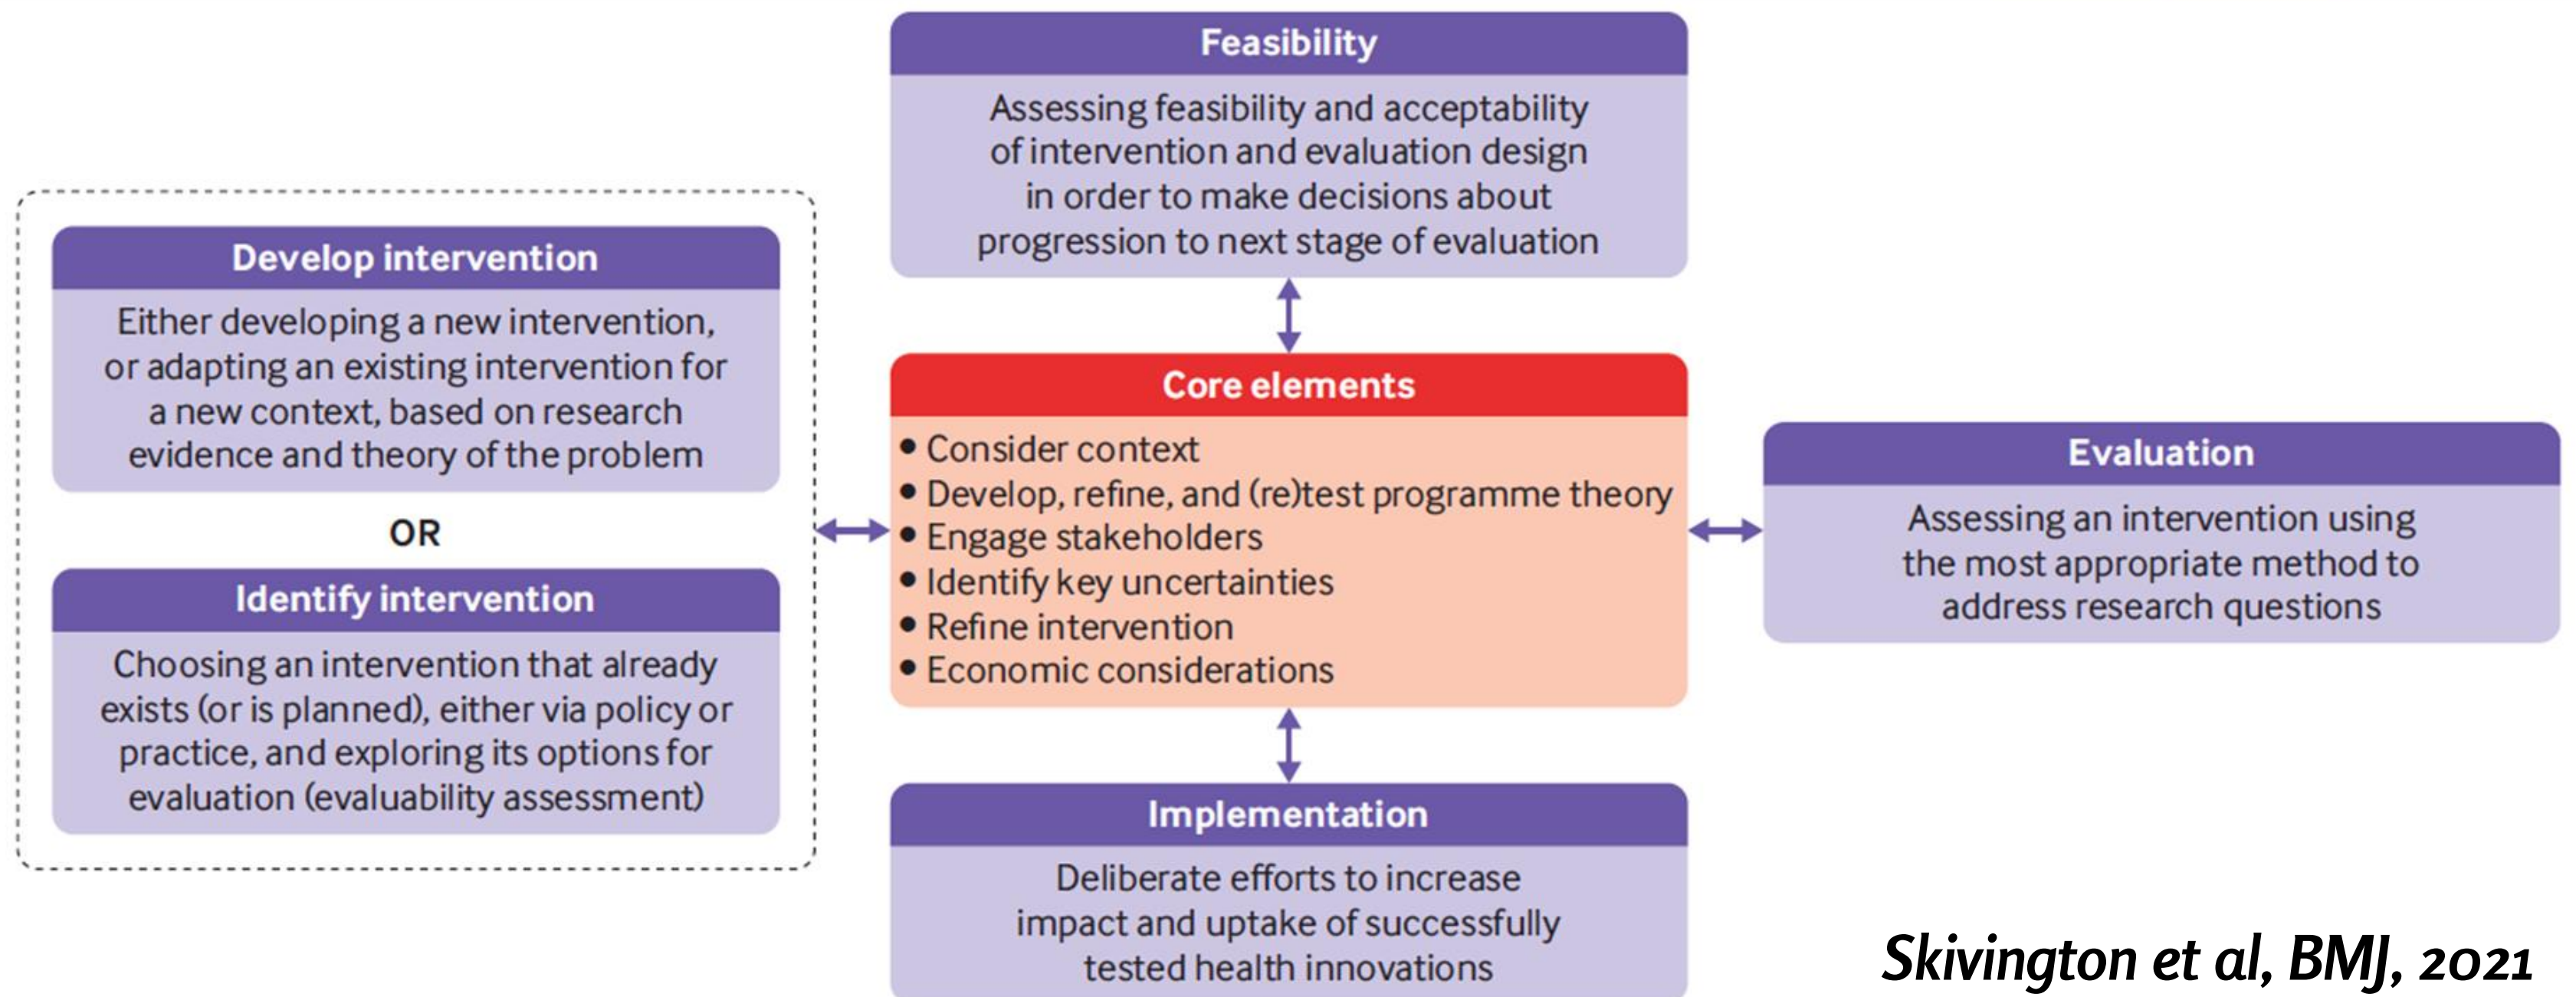 Feasibility
Assessing feasibility and acceptability
of intervention and evaluation design
in order to make decisions about
progression to next stage of evaluation
Develop intervention
Either developing a new intervention,
or adapting an existing intervention for
a new context, based on research
evidence and theory of the problem
OR
Identify intervention
Choosing an intervention that already
exists (or is planned), either via policy or
practice, and exploring its options for
evaluation (evaluability assessment)
Core elements
• Consider context
• Develop, refine, and (re)test programme theory
• Engage stakeholders
• Identify key uncertainties
• Refine intervention
• Economic considerations
Evaluation
Assessing an intervention using
the most appropriate method to
address research questions
Implementation
Deliberate efforts to increase
impact and uptake of successfully
tested health innovations
Skivington et al, BMJ, 2021